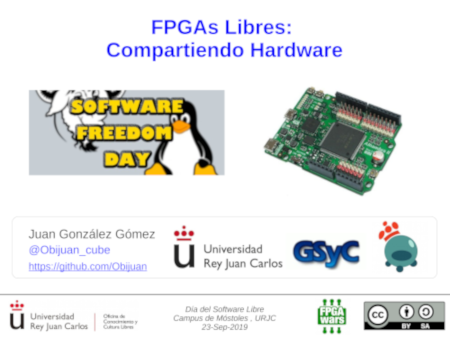 FPGAs Libres:
Compartiendo Hardware
SOFTWARE
FREEDOM
DAY
Juan González Gómez
@Obijuan_cube
https://github.com/Obijuan
Universidad
Rey Juan Carlos
GSyC
Universidad
Rey Juan Carlos
Oficina de
Conocimiento y
Cultura Libres
Día del Software Libre
Campus de Móstoles , URJC
23-Sep-2019
FPGA
wars
CC
BY SA